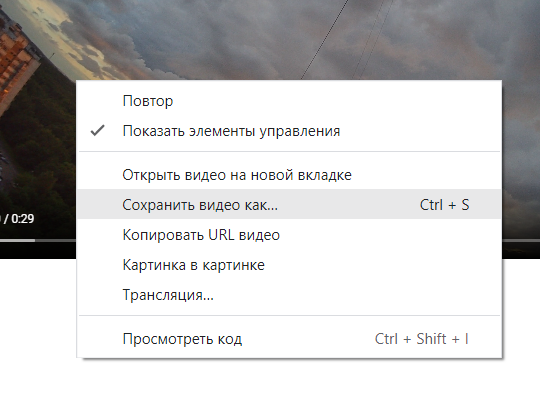 Повтор
Показать элементы управления
Открыть видео на новой вкладке
Сохранить видео как... Ctrl + S
/ 0:29
Копировать URL видео
Картинка в картинке
Трансляция...
Просмотреть код Ctrl + Shift + I